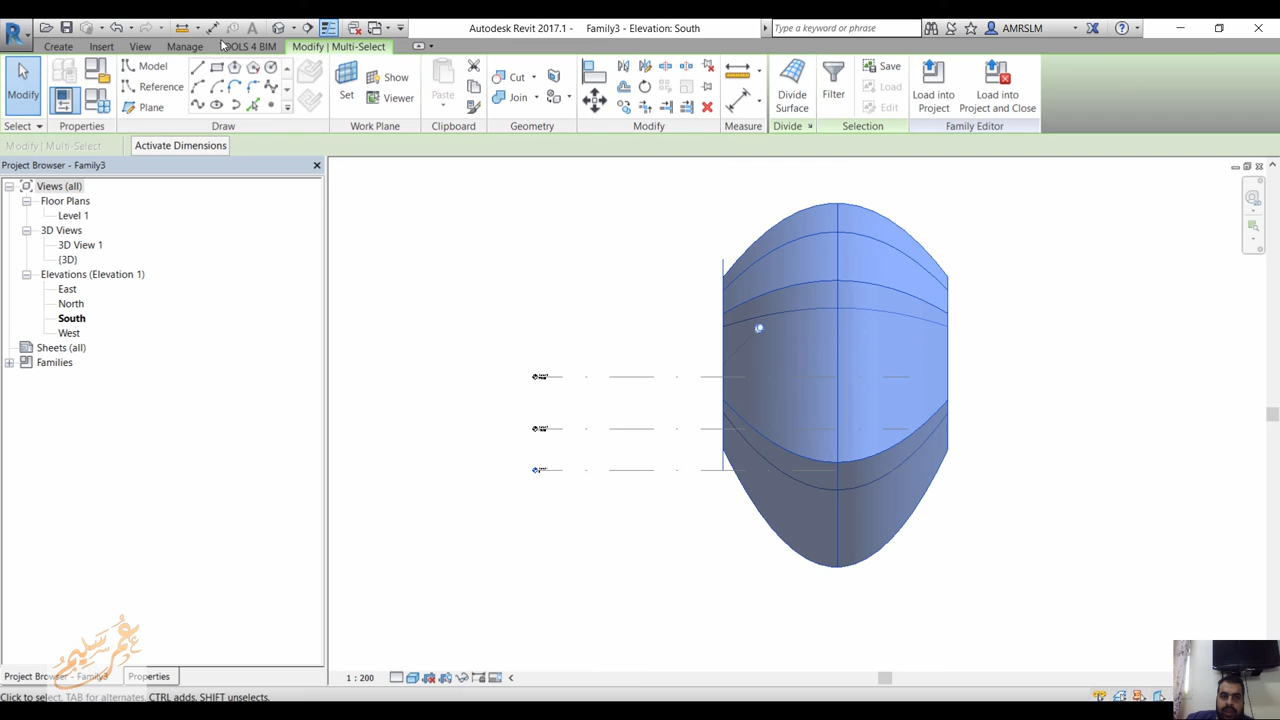 Autodesk Revit 2017.1 - Family3 - Elevation: South
Type a keyword or phrase
AMRSLM
Create Insert View Manage OOLS 4 BIM Modify | Multi-Select
Modify
Model
Reference
Plane
Set
Show
Viewer
Paste
Cut
Join
Divide Surface
Filter
Save
Load
Edit
Load into Project
Load into Project and Close
Select Properties Draw Work Plane Clipboard Geometry Modify Measure Divide Selection Family Editor
Modify | Multi-Select Activate Dimensions
Project Browser - Family3
Views (all)
Floor Plans
Level 1
3D Views
3D View 1
{3D}
Elevations (Elevation 1)
East
North
South
West
Sheets (all)
Families
عمر سليم
Project Browser - Family3 Properties
1 : 200
Click to select, TAB for alternates, CTRL adds, SHIFT unselects.